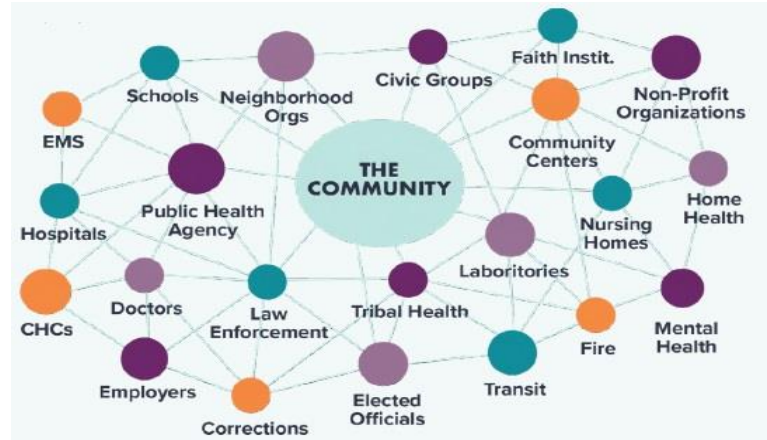 Schools
Neighborhood
Orgs
Civic Groups
Faith Instit.
Non-Profit
Organizations
EMS
THE
COMMUNITY
Community
Centers
Public Health
Agency
Hospitals
Home
Health
Nursing
Homes
Laboritories
CHCs
Doctors
Law
Enforcement
Tribal Health
Fire
Mental
Health
Employers
Corrections
Elected
Officials
Transit